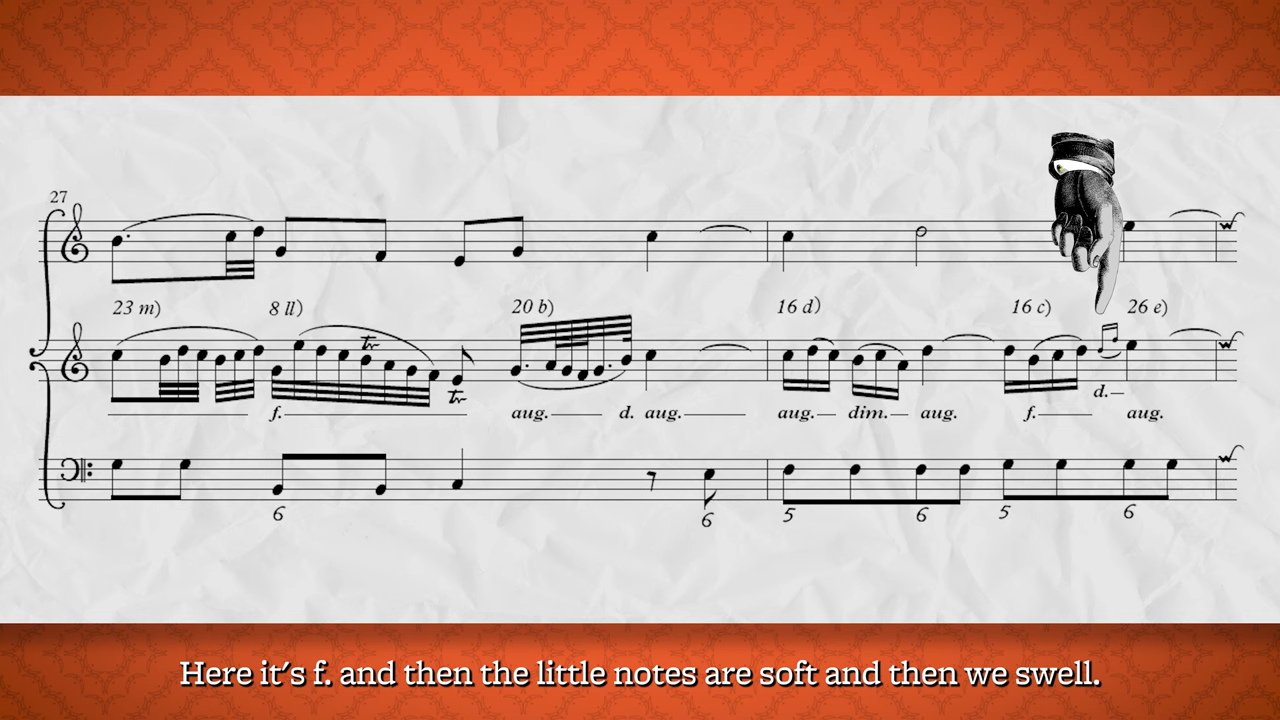 27
23 m) 8 ll) 20 b) 16 d) 16 c) 26 e)
tr
tr
d.
f. aug. d. aug. aug. dim. aug. f. aug.
6 6 5 6 5 6
Here it's f. and then the little notes are soft and then we swell.